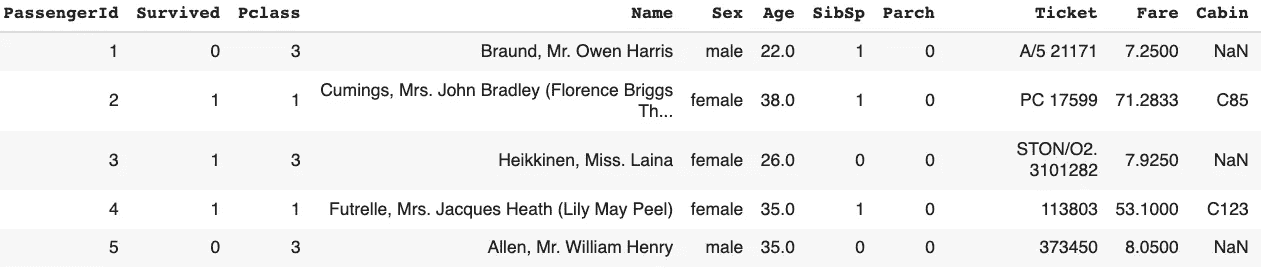 PassengerId Survived Pclass Name Sex Age SibSp Parch Ticket Fare Cabin
1 0 3 Braund, Mr. Owen Harris male 22.0 1 0 A/5 21171 7.2500 NaN
2 1 1 Cumings, Mrs. John Bradley (Florence Briggs
Th... female 38.0 1 0 PC 17599 71.2833 C85
3 1 3 Heikkinen, Miss. Laina female 26.0 0 0 STON/O2.
3101282 7.9250 NaN
4 1 1 Futrelle, Mrs. Jacques Heath (Lily May Peel) female 35.0 1 0 113803 53.1000 C123
5 0 3 Allen, Mr. William Henry male 35.0 0 0 373450 8.0500 NaN